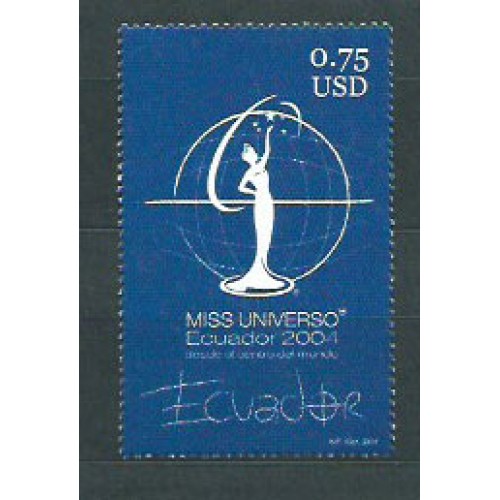 0.75
USD
MISS UNIVERSO®
Ecuador 2004
desde el centro del mundo
ECUADOR